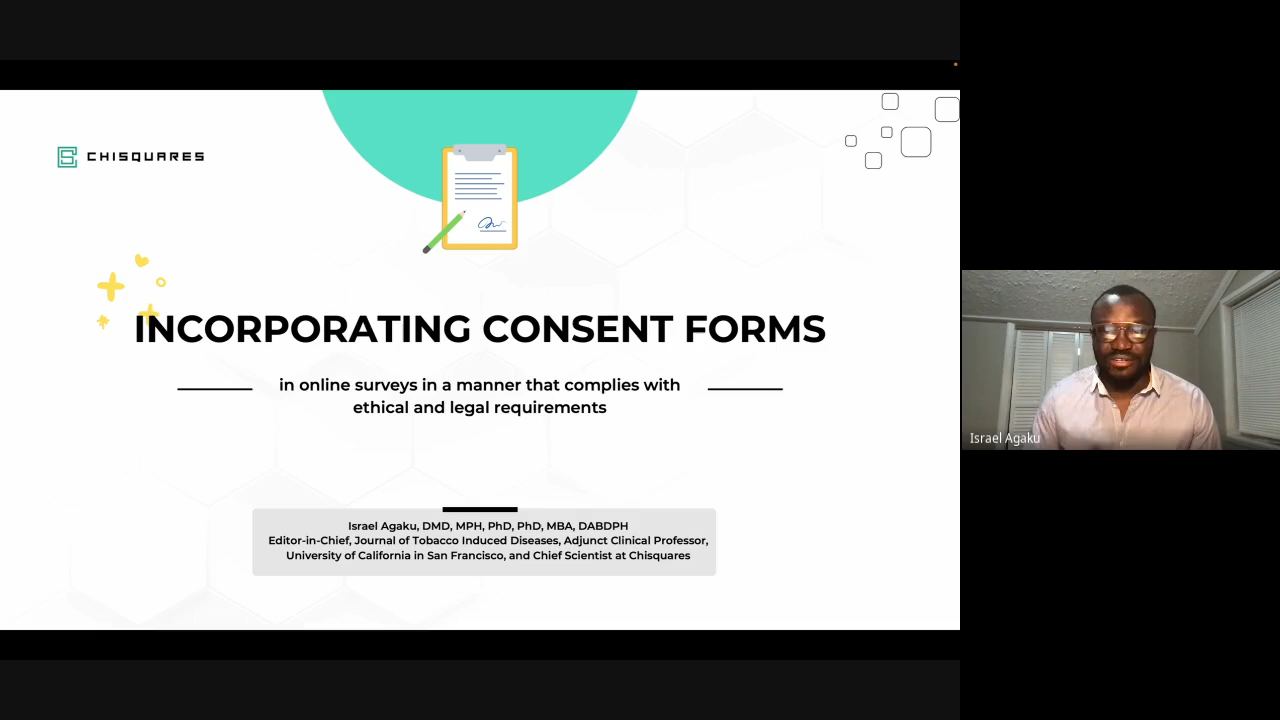 CHISQUARES
INCORPORATING CONSENT FORMS
in online surveys in a manner that complies with
ethical and legal requirements
Israel Agaku, DMD, MPH, PhD, PhD, MBA, DABDPH
Editor-in-Chief, Journal of Tobacco Induced Diseases, Adjunct Clinical Professor,
University of California in San Francisco, and Chief Scientist at Chisquares
Israel Agaku